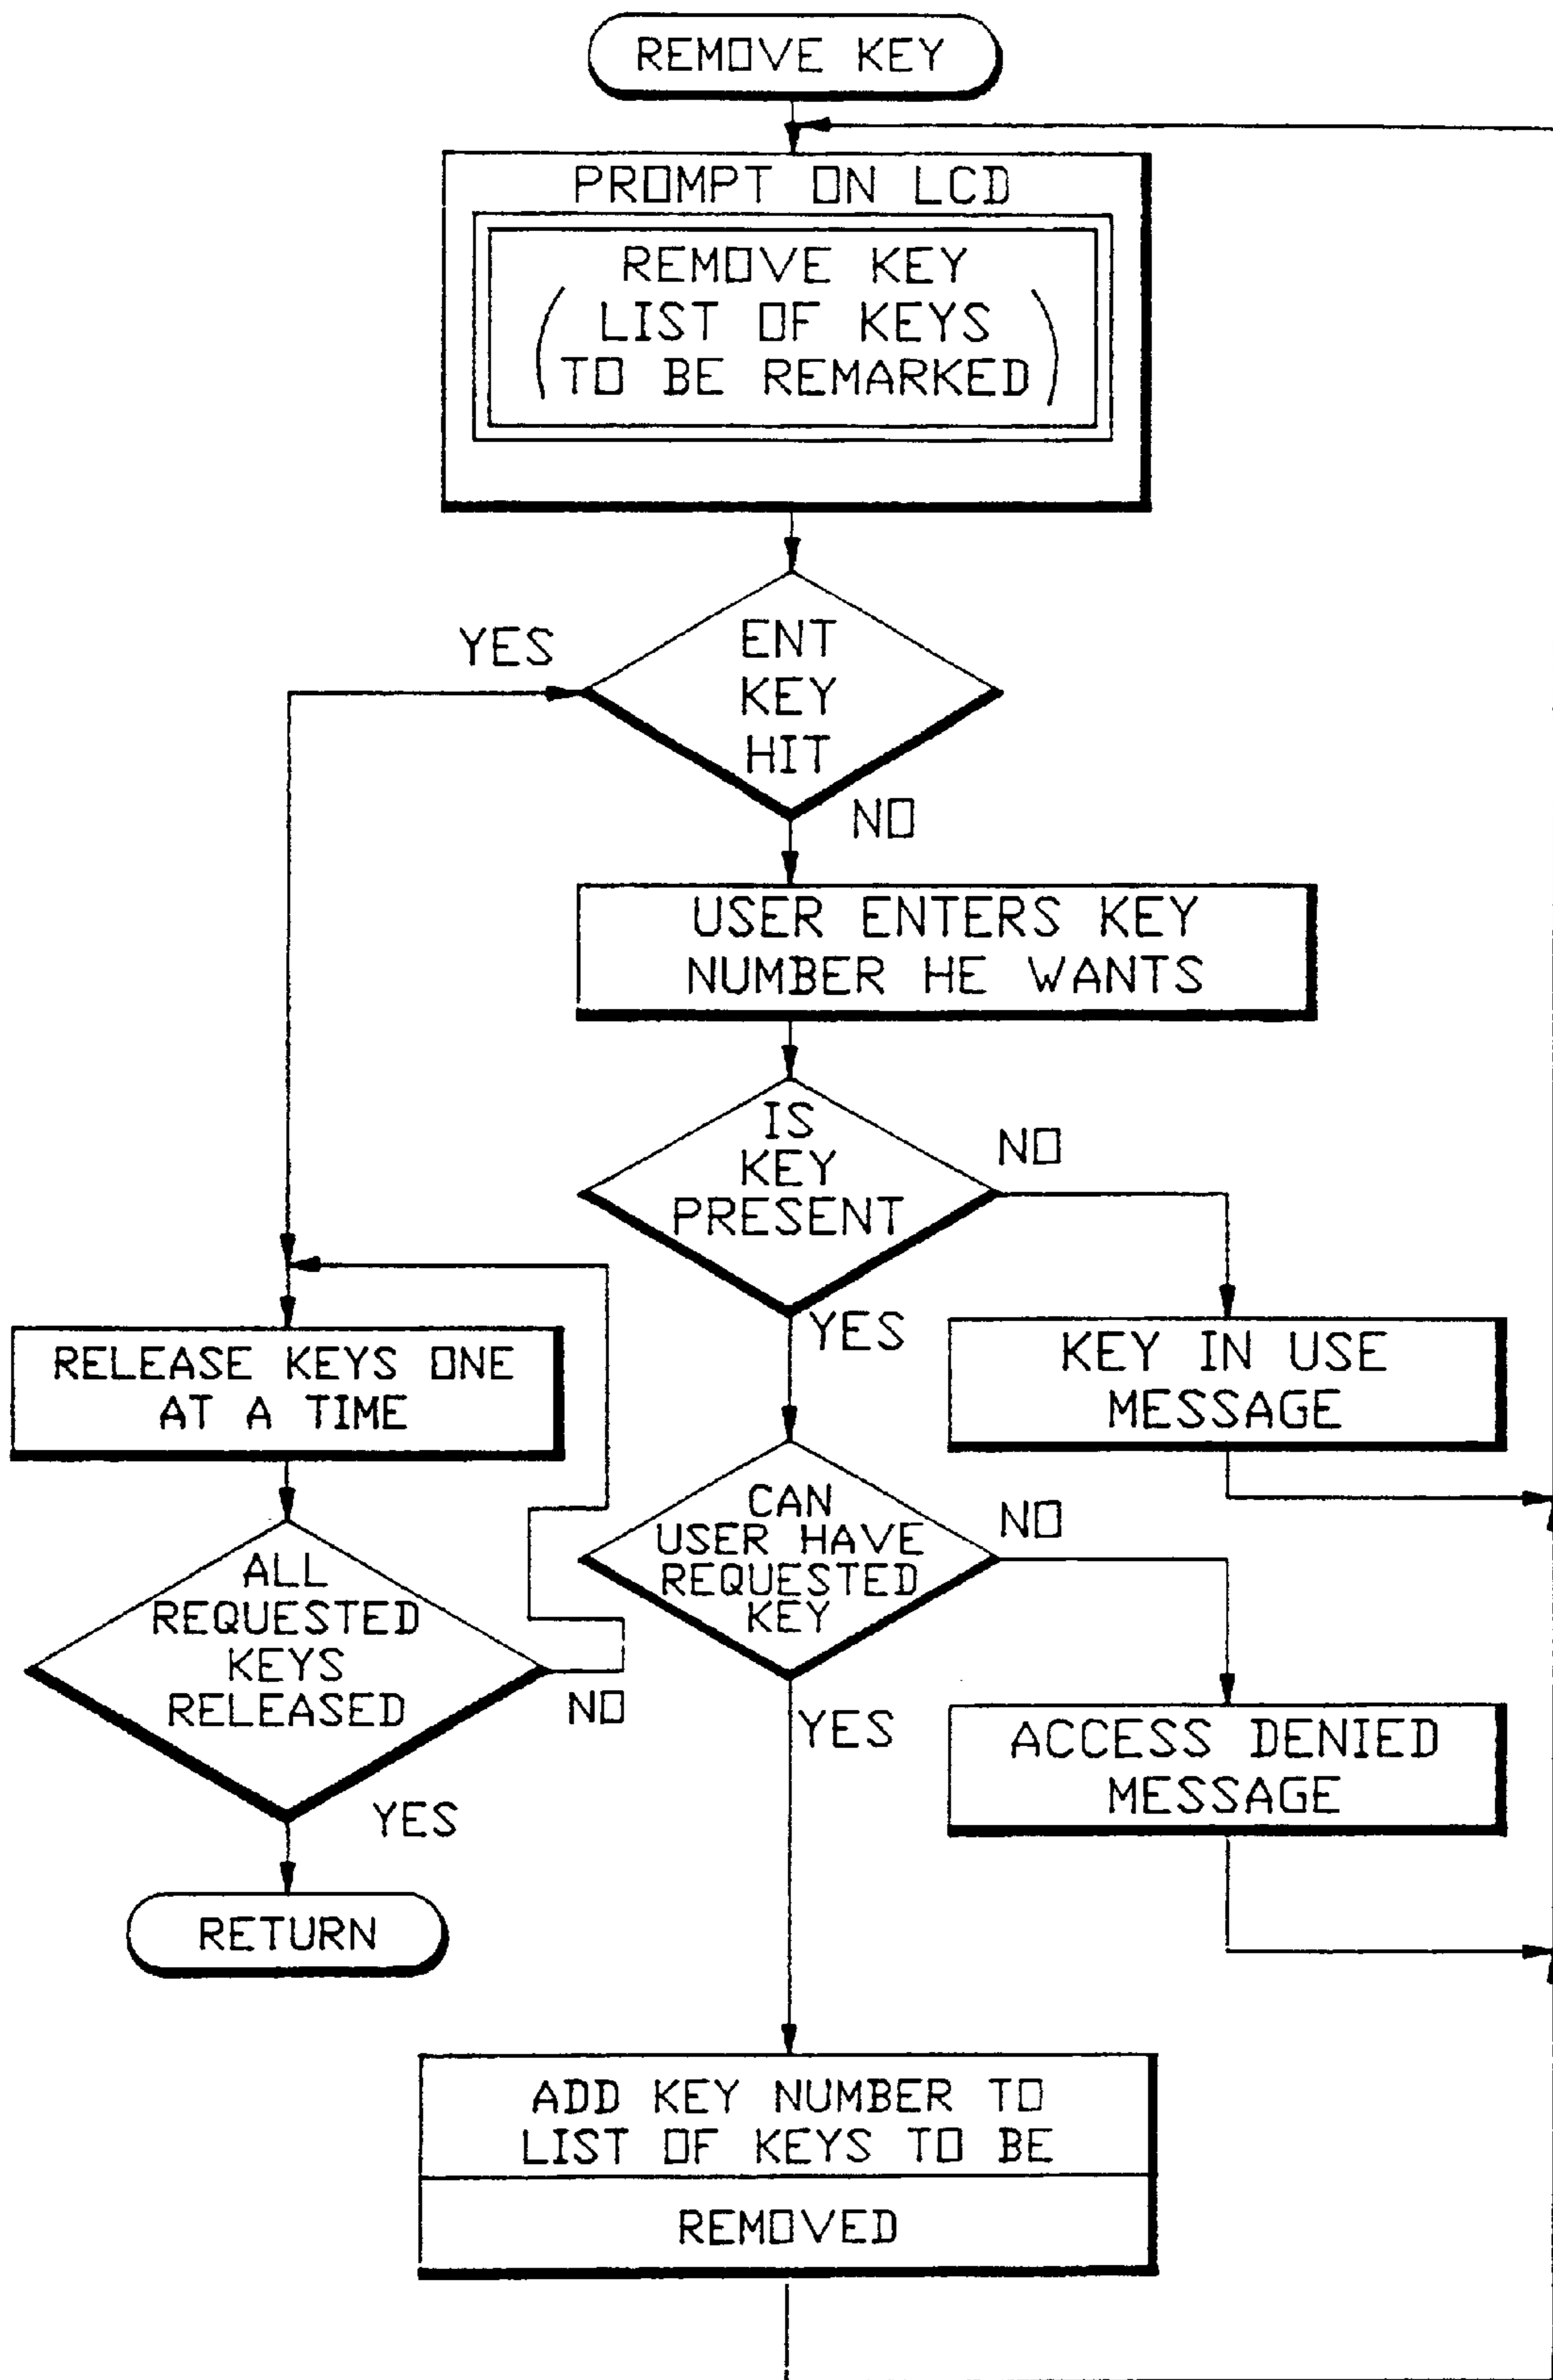 REMOVE KEY
PROMPT ON LCD
REMOVE KEY
(LIST OF KEYS
TO BE REMARKED)
YES
ENT
KEY
HIT
NO
USER ENTERS KEY
NUMBER HE WANTS
IS
KEY
PRESENT
NO
YES
KEY IN USE
MESSAGE
RELEASE KEYS ONE
AT A TIME
CAN
USER HAVE
REQUESTED
KEY
NO
YES
ALL
REQUESTED
KEYS
RELEASED
NO
YES
ACCESS DENIED
MESSAGE
RETURN
ADD KEY NUMBER TO
LIST OF KEYS TO BE
REMOVED